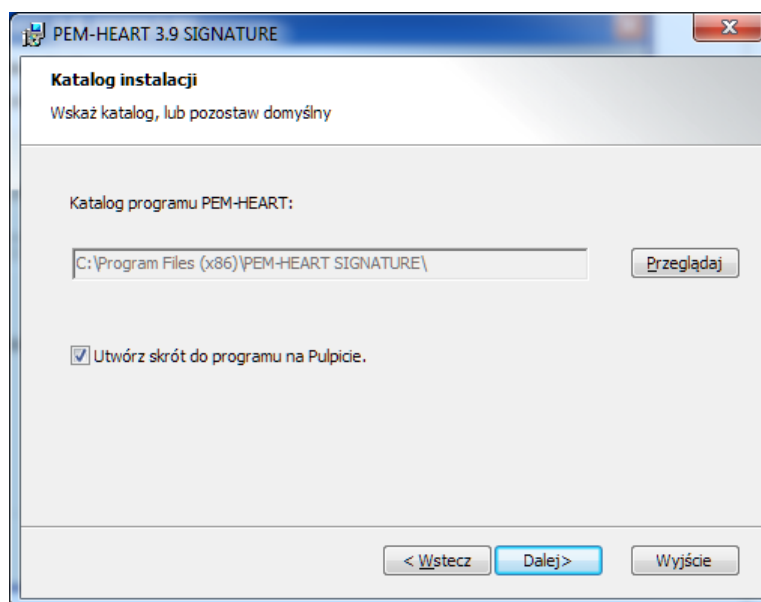 PEM-HEART 3.9 SIGNATURE
Katalog instalacji
Wskaż katalog, lub pozostaw domyślny
Katalog programu PEM-HEART:
C:\Program Files (x86)\PEM-HEART SIGNATURE\
Przeglądaj
Utwórz skrót do programu na Pulpicie.
< Wstecz
Dalej>
Wyjście